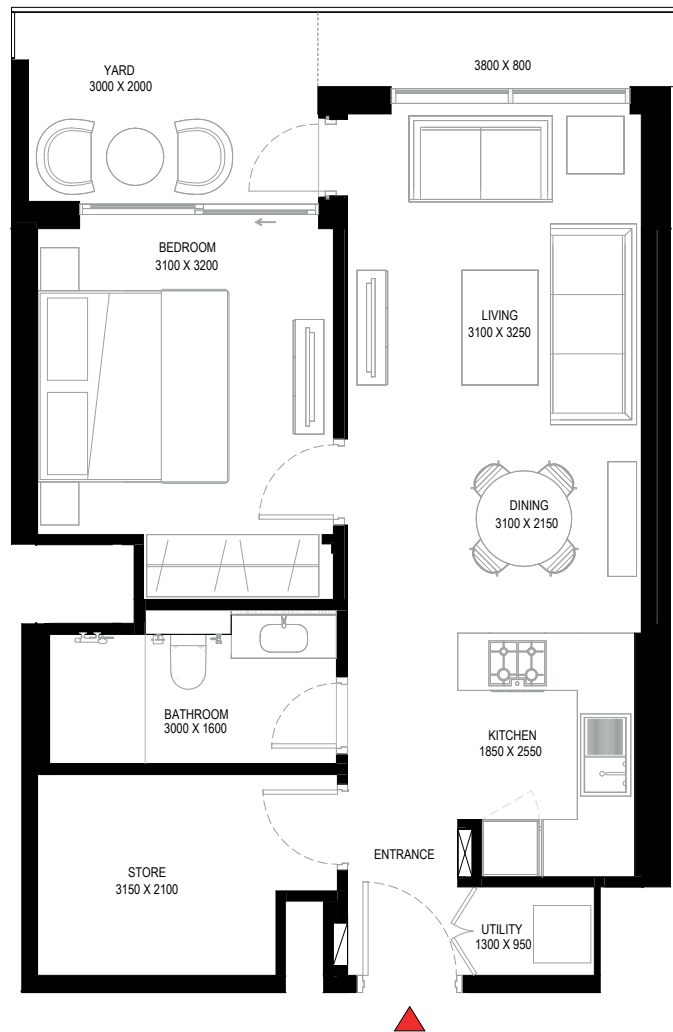 YARD
3000 X 2000
3800 X 800
BEDROOM
3100 X 3200
LIVING
3100 X 3250
DINING
3100 X 2150
BATHROOM
3000 X 1600
KITCHEN
1850 X 2550
ENTRANCE
STORE
3150 X 2100
UTILITY
1300 X 950